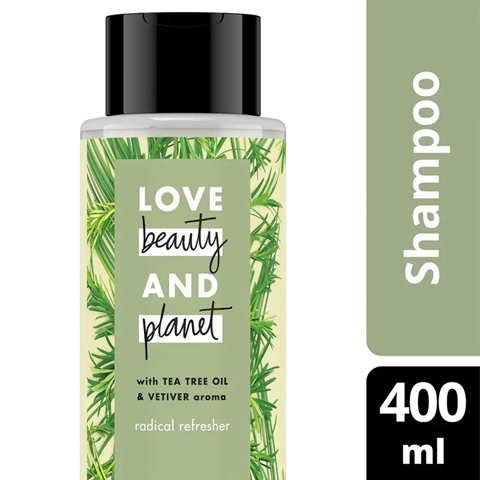 LOVE
beauty
AND
planet
with TEA TREE OIL
& VETIVER aroma
radical refresher
Shampoo
400
ml